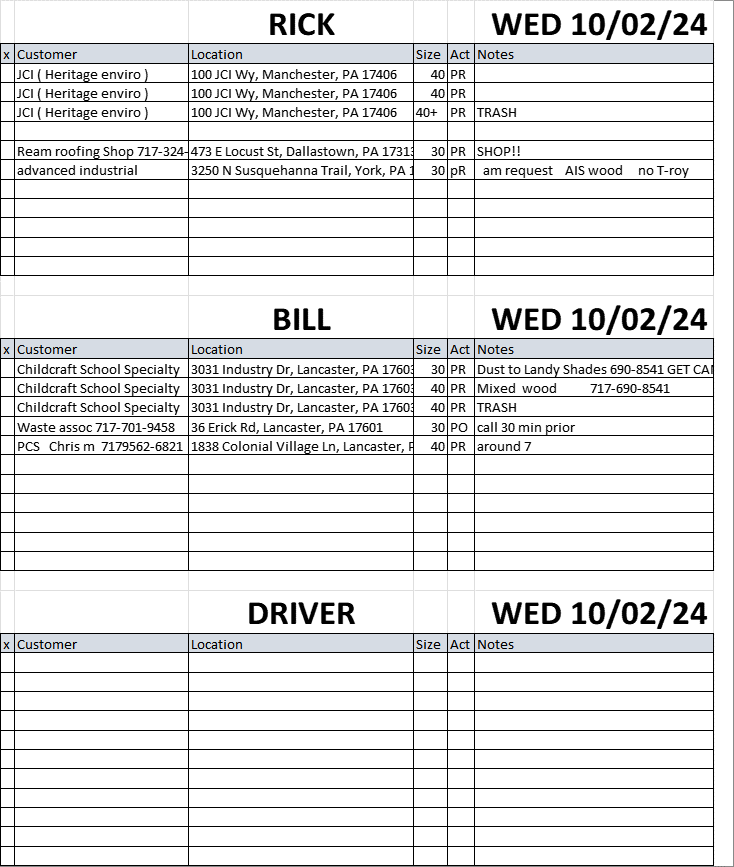 RICK WED 10/02/24
x Customer Location Size Act Notes
JCI ( Heritage enviro ) 100 JCI Wy, Manchester, PA 17406 40 PR
JCI ( Heritage enviro ) 100 JCI Wy, Manchester, PA 17406 40 PR
JCI ( Heritage enviro ) 100 JCI Wy, Manchester, PA 17406 40+ PR TRASH
Ream roofing Shop 717-324- 473 E Locust St, Dallastown, PA 17313 30 PR SHOP!!
advanced industrial 3250 N Susquehanna Trail, York, PA 1 30 pR am request AIS wood no T-roy
BILL WED 10/02/24
x Customer Location Size Act Notes
Childcraft School Specialty 3031 Industry Dr, Lancaster, PA 17603 30 PR Dust to Landy Shades 690-8541 GET CAN
Childcraft School Specialty 3031 Industry Dr, Lancaster, PA 17603 40 PR Mixed wood 717-690-8541
Childcraft School Specialty 3031 Industry Dr, Lancaster, PA 17603 40 PR TRASH
Waste assoc 717-701-9458 36 Erick Rd, Lancaster, PA 17601 30 PO call 30 min prior
PCS Chris m 7179562-6821 1838 Colonial Village Ln, Lancaster, P 40 PR around 7
DRIVER WED 10/02/24
x Customer Location Size Act Notes